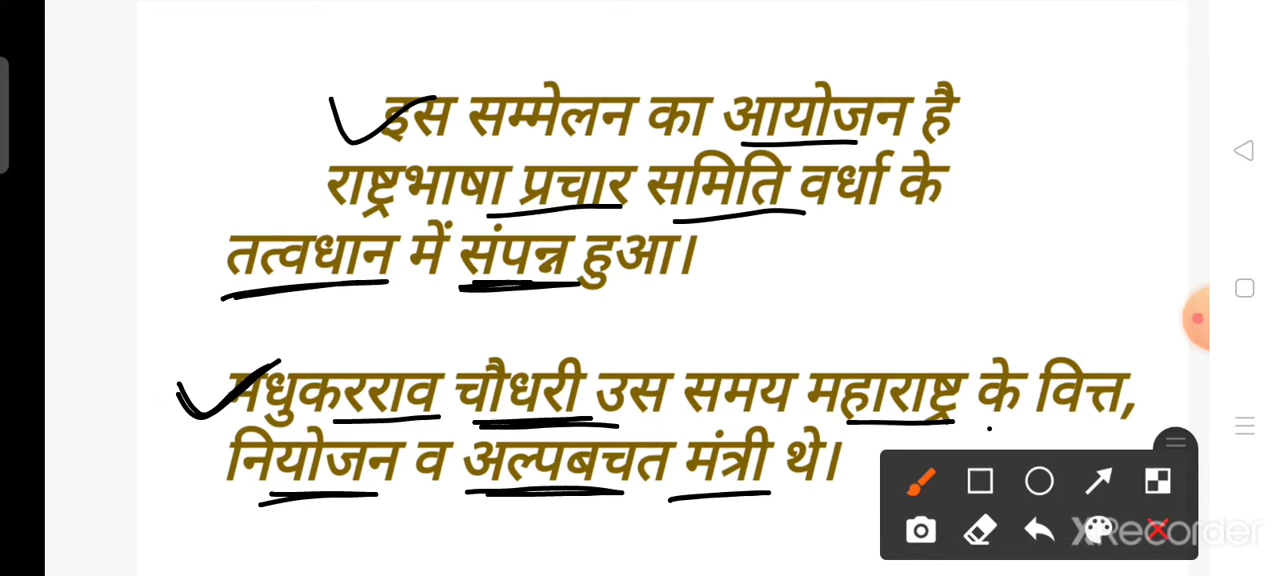 इस सम्मेलन का आयोजन है
राष्ट्रभाषा प्रचार समिति वर्धा के
तत्वधान में संपन्न हुआ।
मधुकरराव चौधरी उस समय महाराष्ट्र के वित्त,
नियोजन व अल्पबचत मंत्री थे।
XRecorder